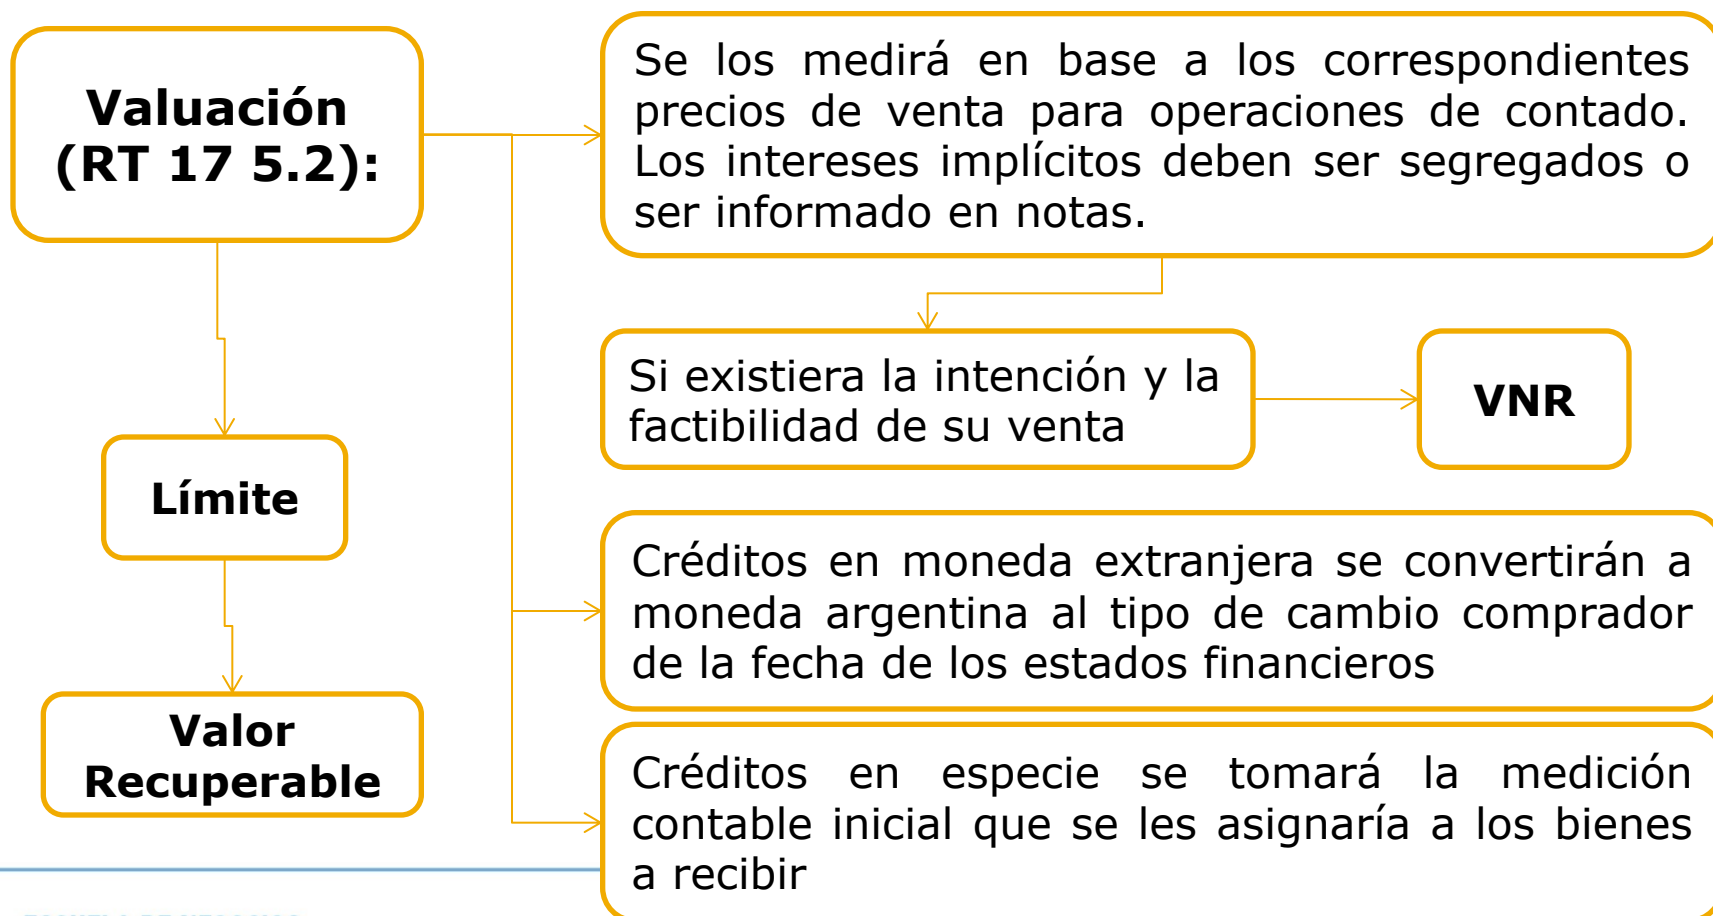 Valuación
(RT 17 5.2):
Se los medirá en base a los correspondientes
precios de venta para operaciones de contado.
Los intereses implícitos deben ser segregados o
ser informado en notas.
Si existiera la intención y la
factibilidad de su venta
VNR
Límite
Créditos en moneda extranjera se convertirán a
moneda argentina al tipo de cambio comprador
de la fecha de los estados financieros
Valor
Recuperable
Créditos en especie se tomará la medición
contable inicial que se les asignaría a los bienes
a recibir